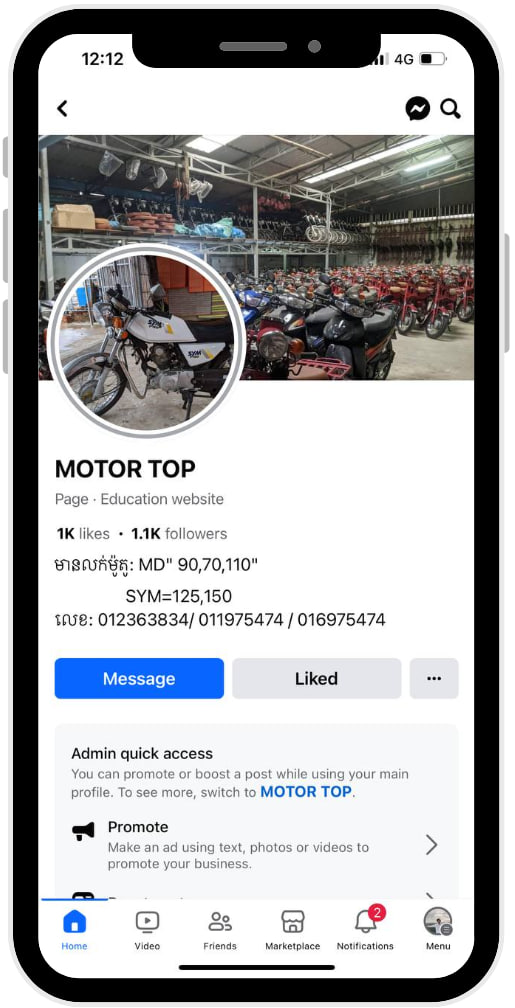 12:12
4G
SYM
SYM
MOTOR TOP
Page · Education website
1K likes • 1.1K followers
មានលក់ម៉ូតូ: MD" 90,70,110"
SYM=125,150
លេខ: 012363834/ 011975474 / 016975474
Message
Liked
Admin quick access
You can promote or boost a post while using your main
profile. To see more, switch to MOTOR TOP.
Promote
Make an ad using text, photos or videos to
promote your business.
2
Home
Video
Friends
Marketplace
Notifications
Menu